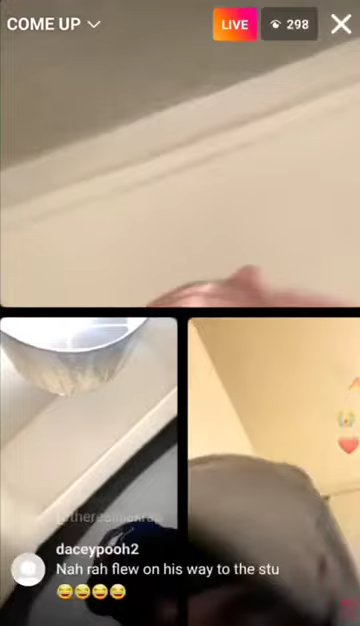 COME UP
LIVE
298
daceypooh2
Nah rah flew on his way to the stu
😂😂😂😂